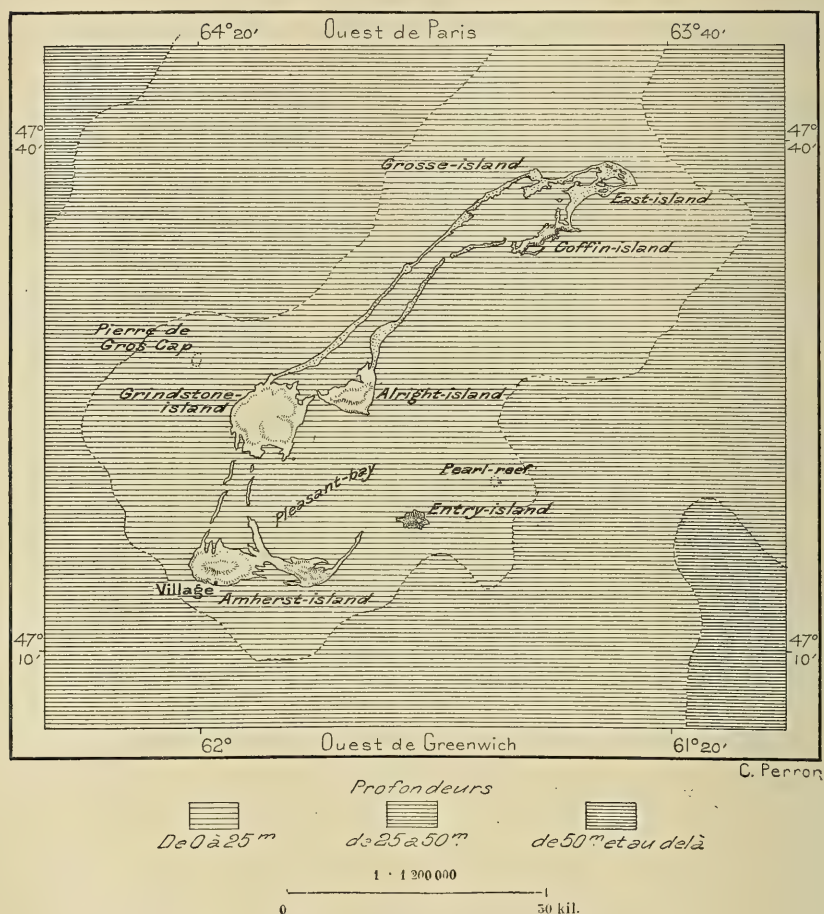 64° 20' Ouest de Paris 63° 40'
47° 40'
47° 40'
Grosse-island
East-island
Coffin-island
Pierre de
Gros Cap
Grindstone-
island
Alright-island
Pleasant-bay
Pearl-reef
Entry-island
Village
Amherst-island
47° 10'
47° 10'
62° Ouest de Greenwich 61° 20'
C. Perron
Profondeurs
De 0 à 25m
de 25 à 50m
de 50m et au delà
1 : 1 200 000
0 30 kil.